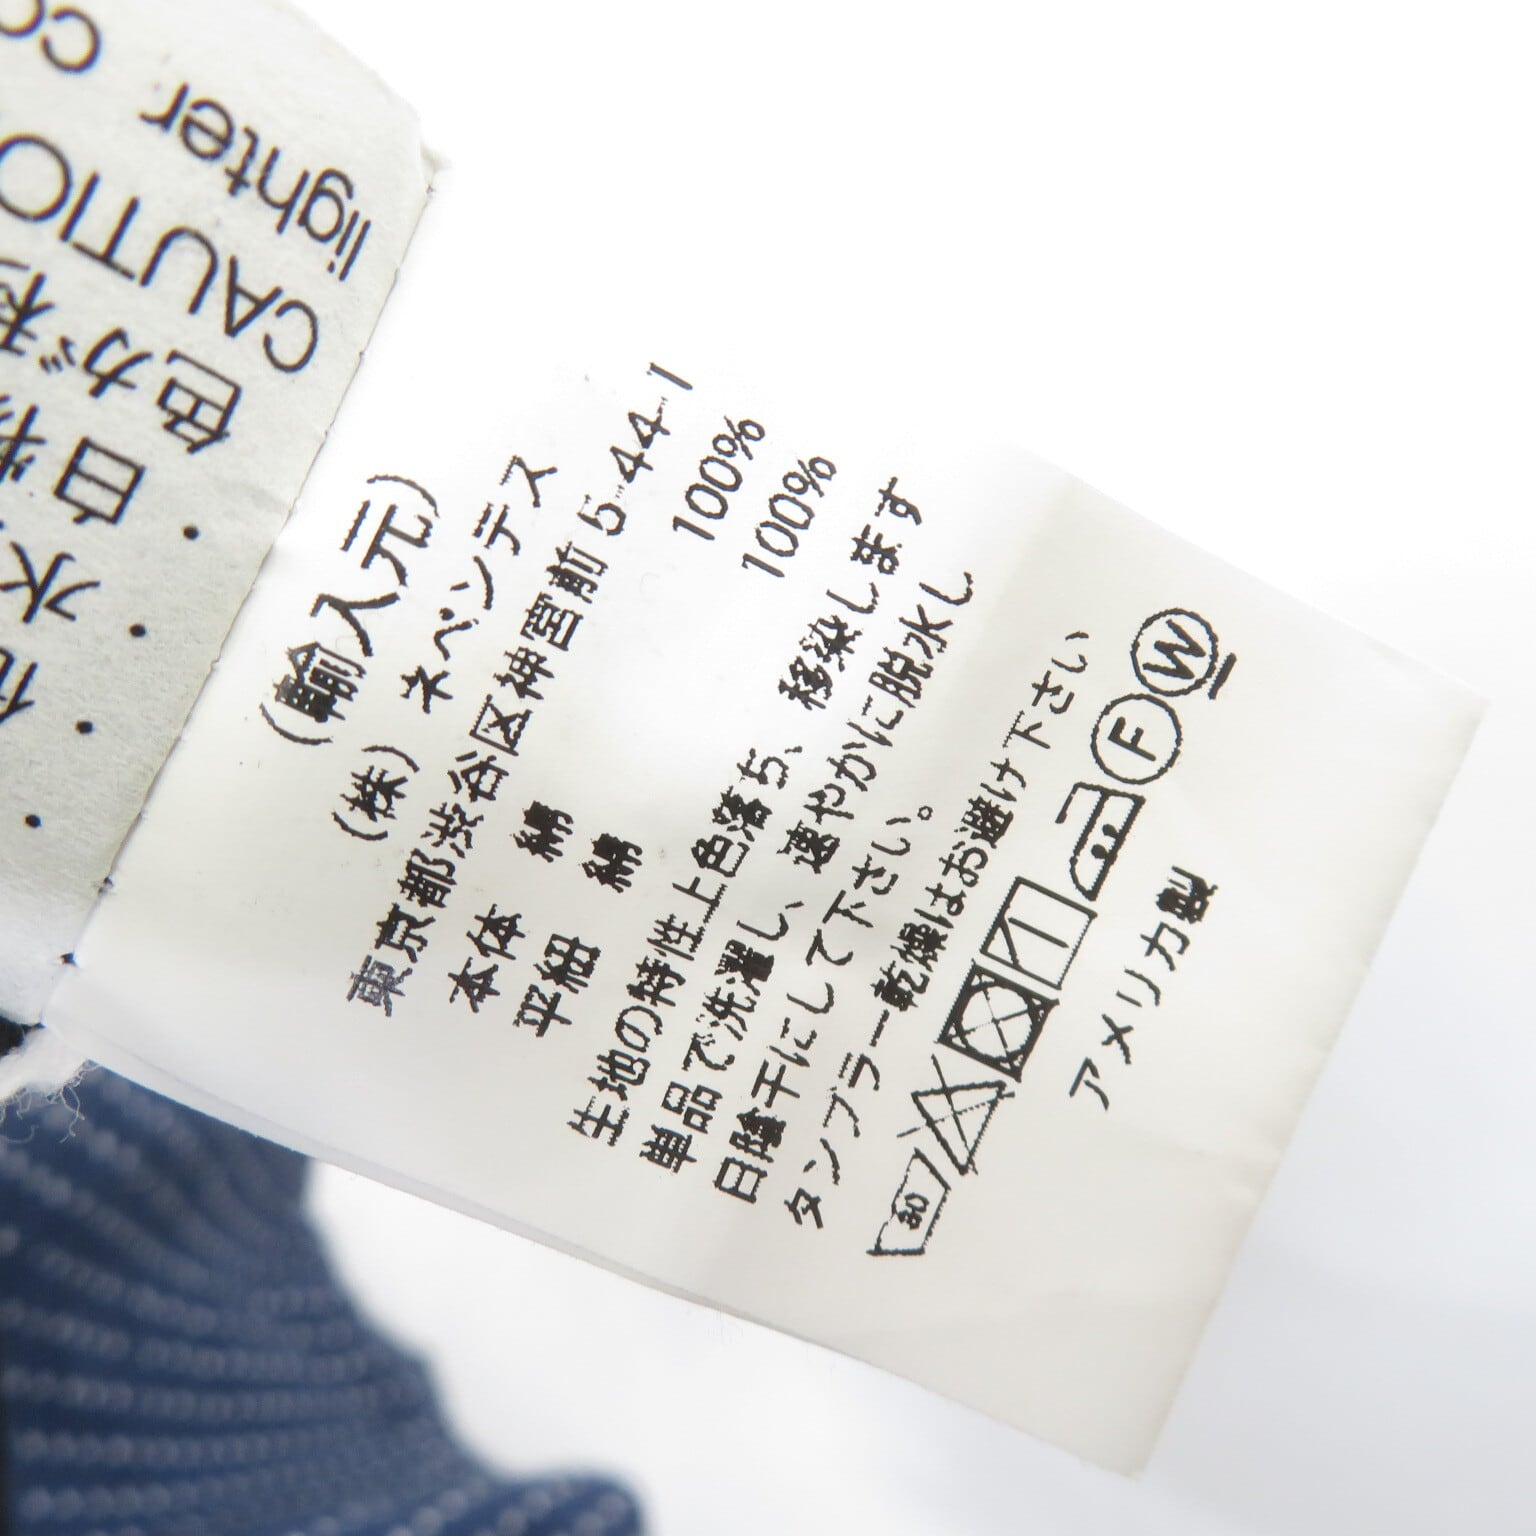 (輸入元)
(株) ネペンテス
東京都渋谷区神宮前 5-44-1
本体 綿 100%
平紐 綿 100%
生地の特性上色落ち、移染します
単品で洗濯し、速やかに脱水し
日陰干にして下さい。
タンブラー乾燥はお避け下さい
30 F W
アメリカ製
lighter
色が